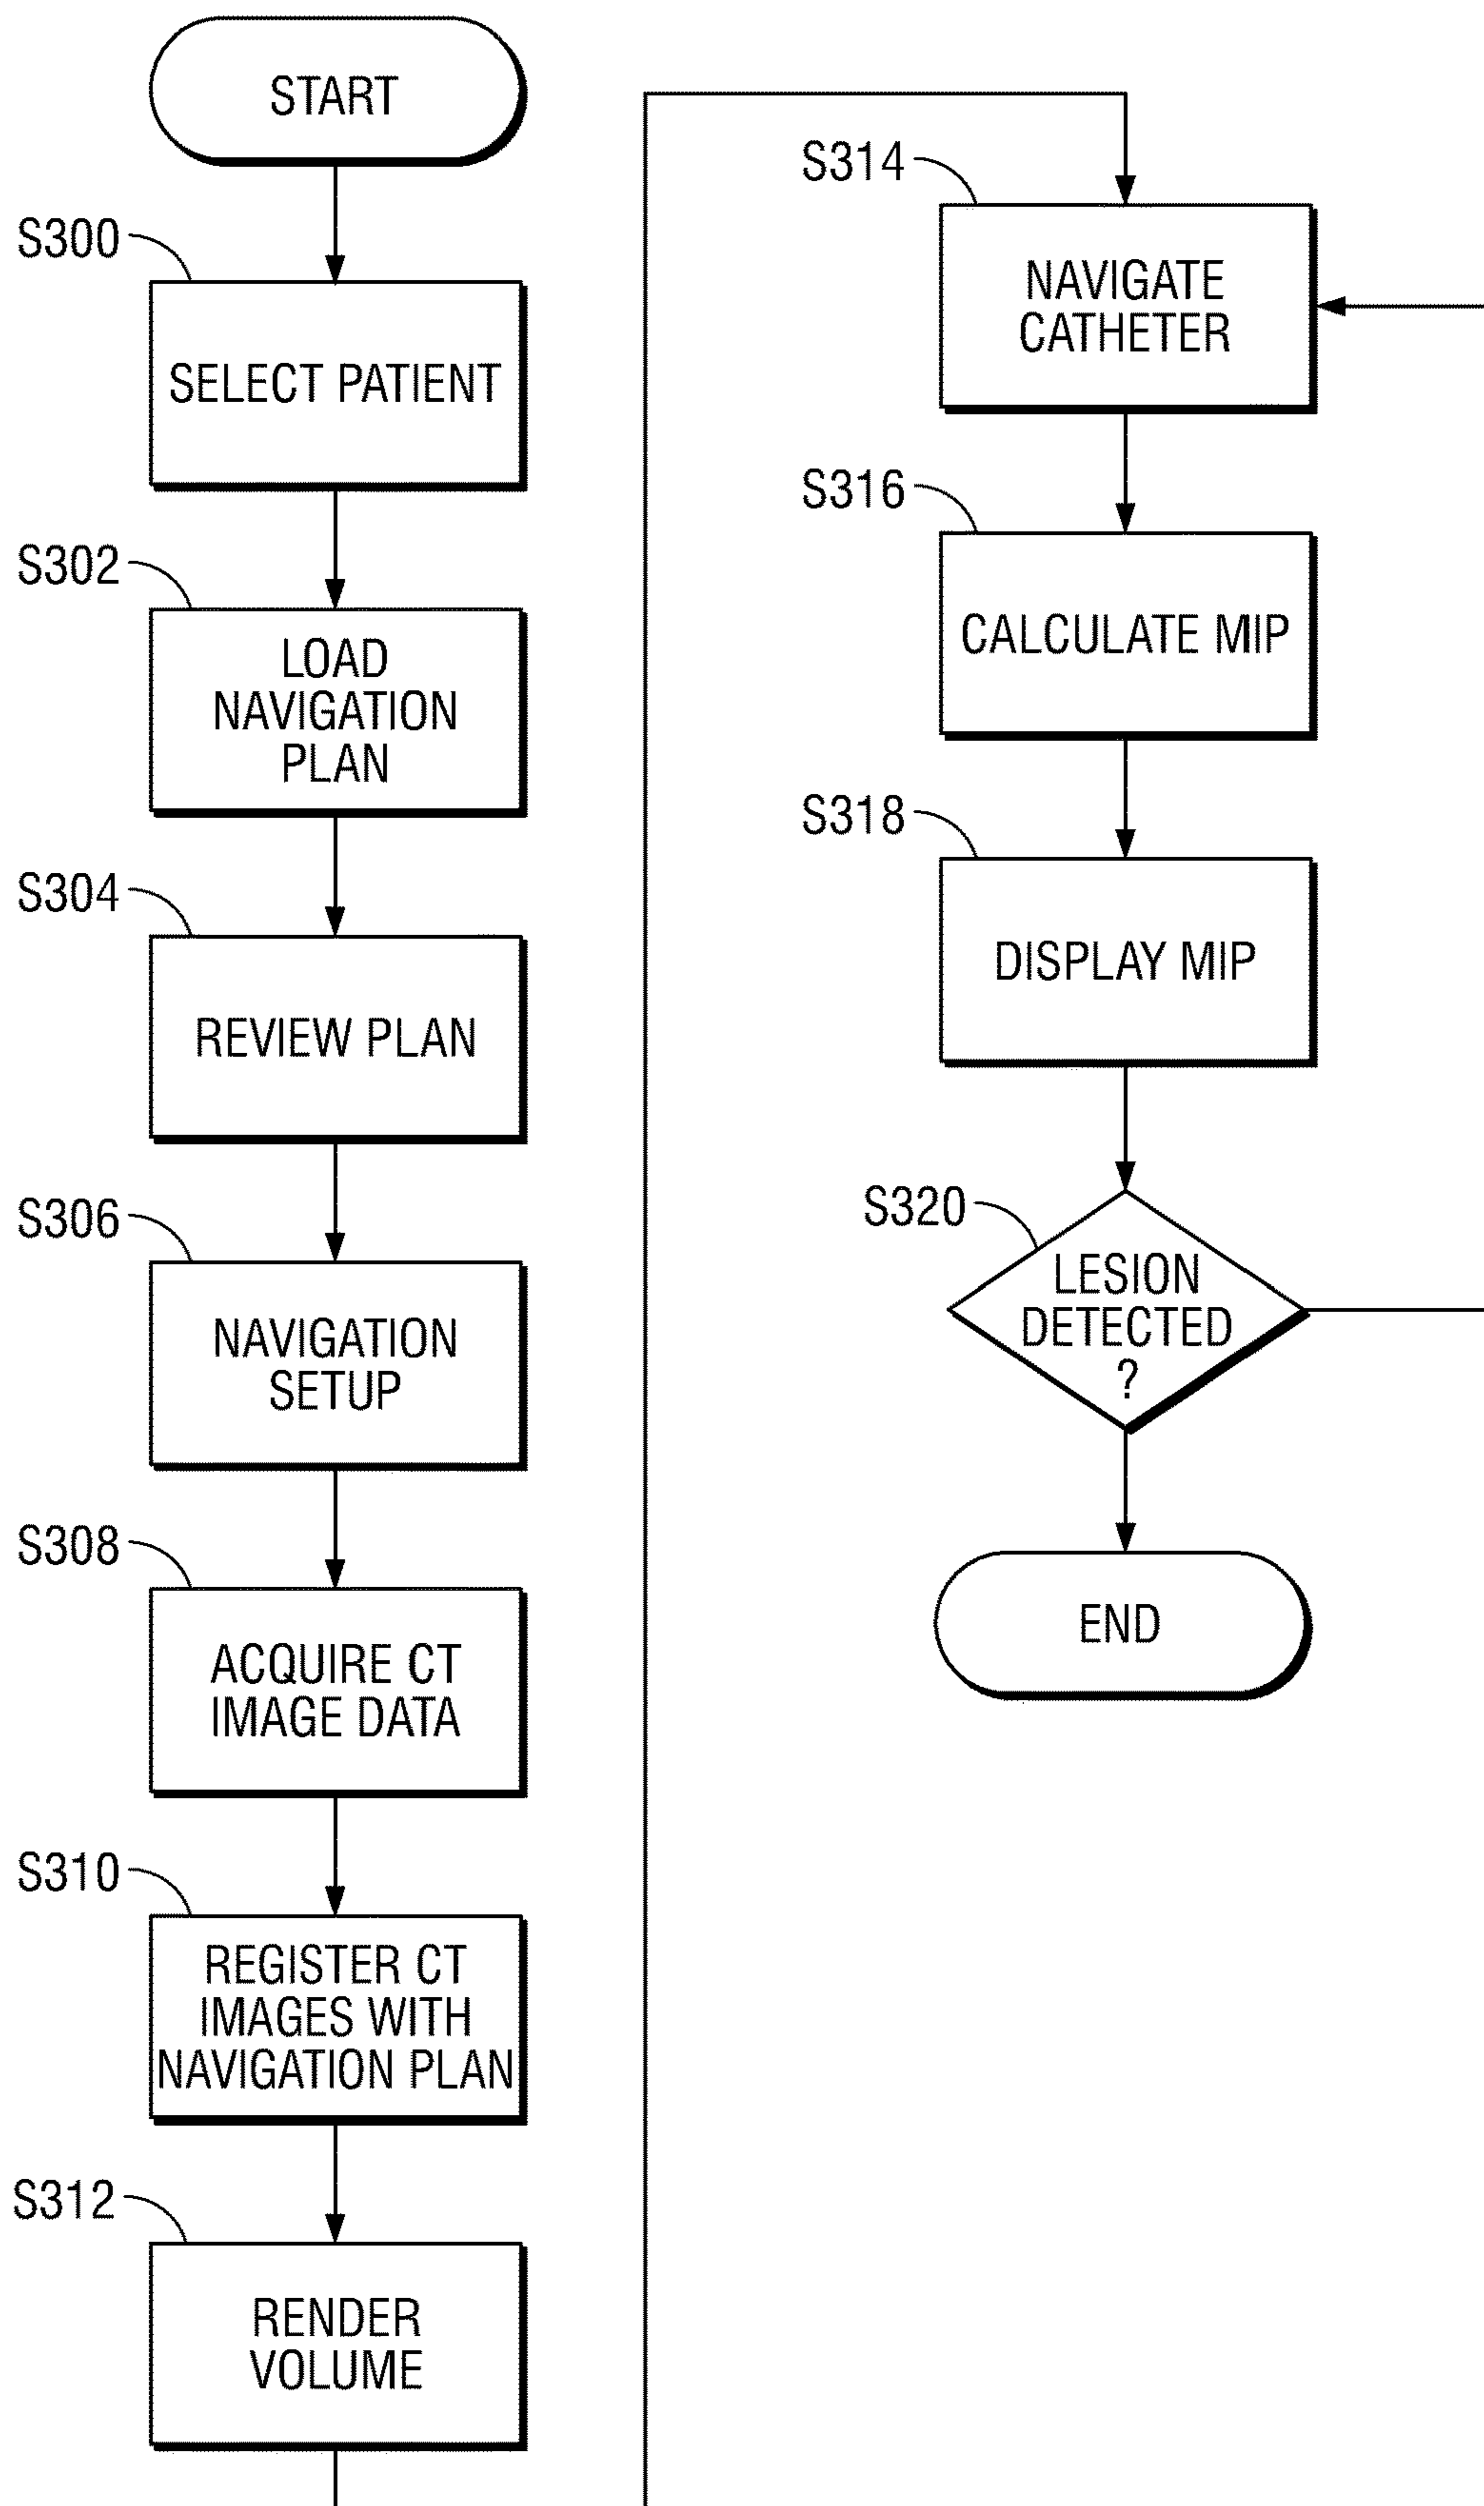 START
S300
SELECT PATIENT
S302
LOAD
NAVIGATION
PLAN
S304
REVIEW PLAN
S306
NAVIGATION
SETUP
S308
ACQUIRE CT
IMAGE DATA
S310
REGISTER CT
IMAGES WITH
NAVIGATION PLAN
S312
RENDER
VOLUME
S314
NAVIGATE
CATHETER
S316
CALCULATE MIP
S318
DISPLAY MIP
S320
LESION
DETECTED
?
END